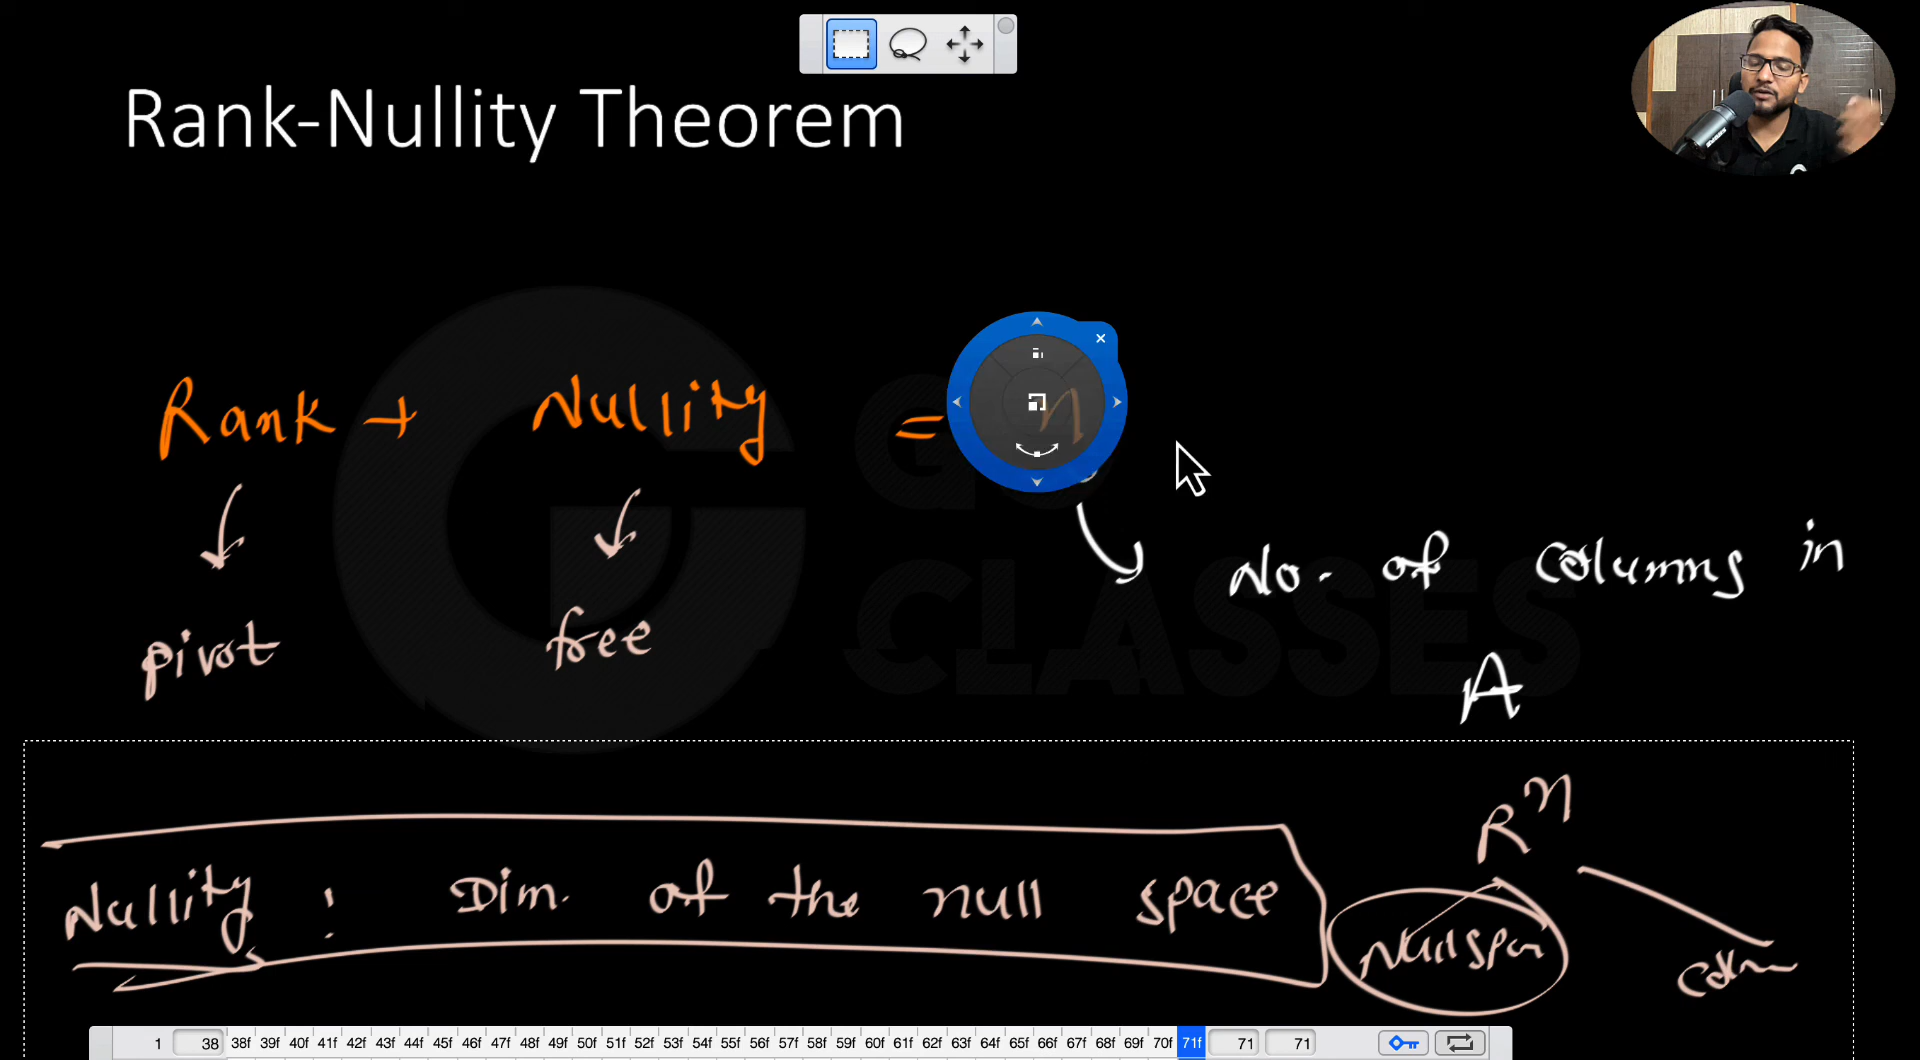 Rank-Nullity Theorem
Rank + Nullity = n
pivot free No. of columns in
A
GO
CLASSES
R^n
Nullity : Dim. of the null space
1 38 38f 39f 40f 41f 42f 43f 44f 45f 46f 47f 48f 49f 50f 51f 52f 53f 54f 55f 56f 57f 58f 59f 60f 61f 62f 63f 64f 65f 66f 67f 68f 69f 70f 71f 71 71